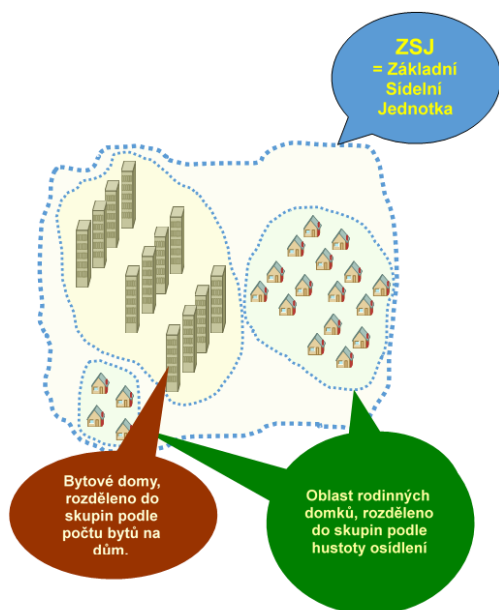 ZSJ
= Základní
Sídelní
Jednotka
Bytové domy,
rozděleno do
skupin podle
počtu bytů na
dům.
Oblast rodinných
domků, rozděleno
do skupin podle
hustoty osídlení